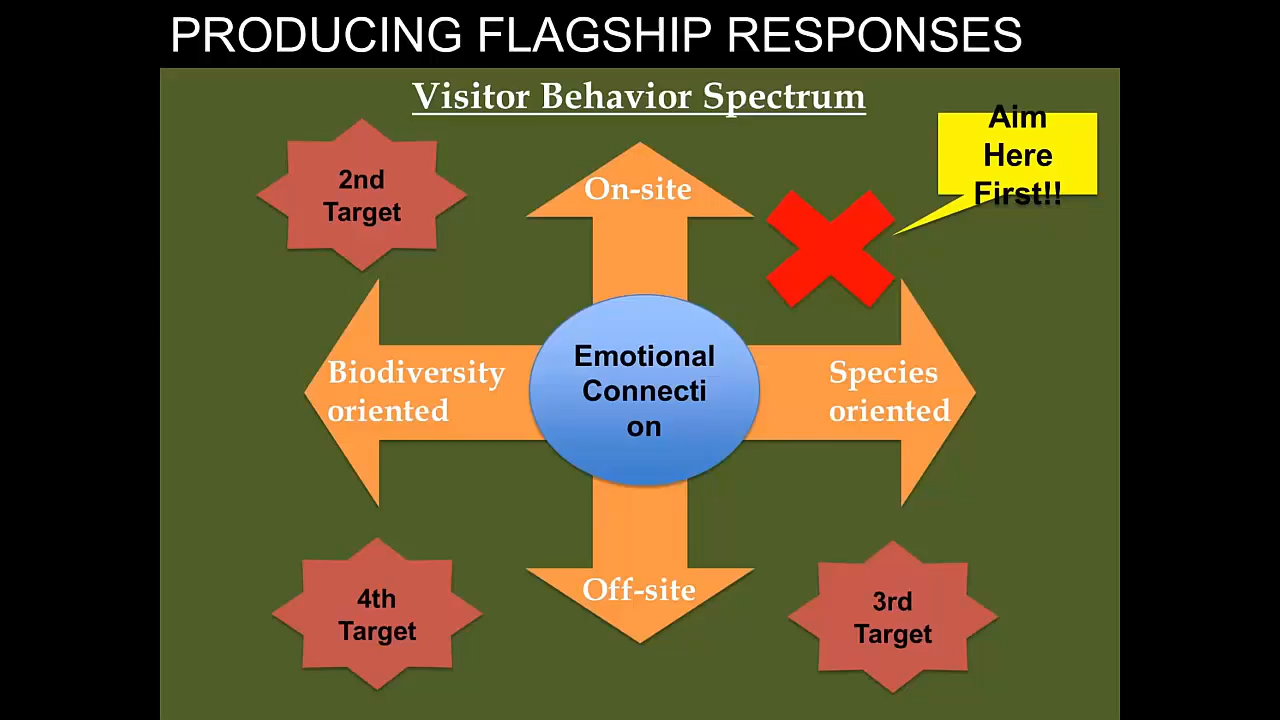 PRODUCING FLAGSHIP RESPONSES
Visitor Behavior Spectrum
Aim
Here
First!!
2nd
Target
On-site
Biodiversity
oriented
Emotional
Connecti
on
Species
oriented
Off-site
4th
Target
3rd
Target